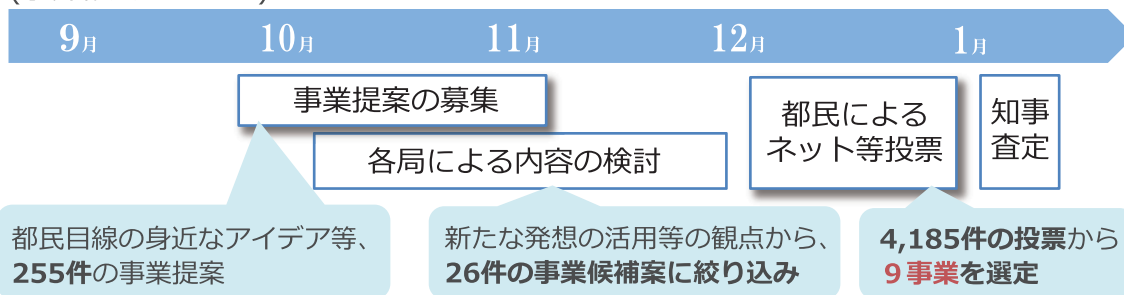 9月 10月 11月 12月 1月
事業提案の募集
各局による内容の検討
都民による
ネット等投票
知事
査定
都民目線の身近なアイデア等、
255件の事業提案
新たな発想の活用等の観点から、
26件の事業候補案に絞り込み
4,185件の投票から
9事業を選定